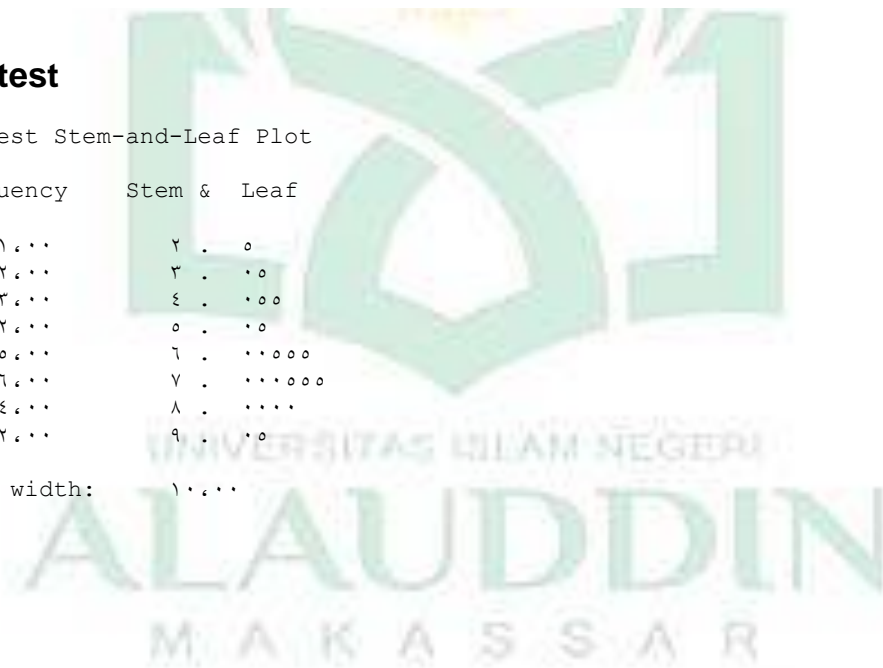 test
est Stem-and-Leaf Plot
uency Stem & Leaf
١،٠٠ ٢ . ٥
٢،٠٠ ٣ . ٠٥
٣،٠٠ ٤ . ٠٥٥
٢،٠٠ ٥ . ٠٥
٥،٠٠ ٦ . ٠٠٥٥٥
٦،٠٠ ٧ . ٠٠٠٥٥٥
٤،٠٠ ٨ . ٠٠٠٠
٢،٠٠ ٩ . ٠٥
UNIVERSITAS ISLAM NEGERI
width: ١٠،٠٠
ALAUDDIN
MAKASSAR